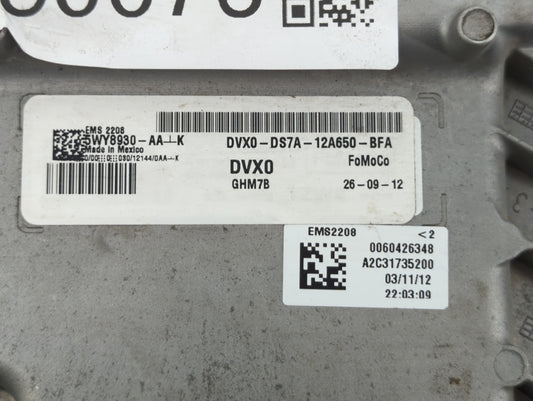 EMS 2208
5WY8930-AA-K
Made in Mexico
DVX0-DS7A-12A650-BFA
DVX0
FoMoCo
GHM7B
26-09-12
EMS2208
<2
0060426348
A2C31735200
03/11/12
22:03:09